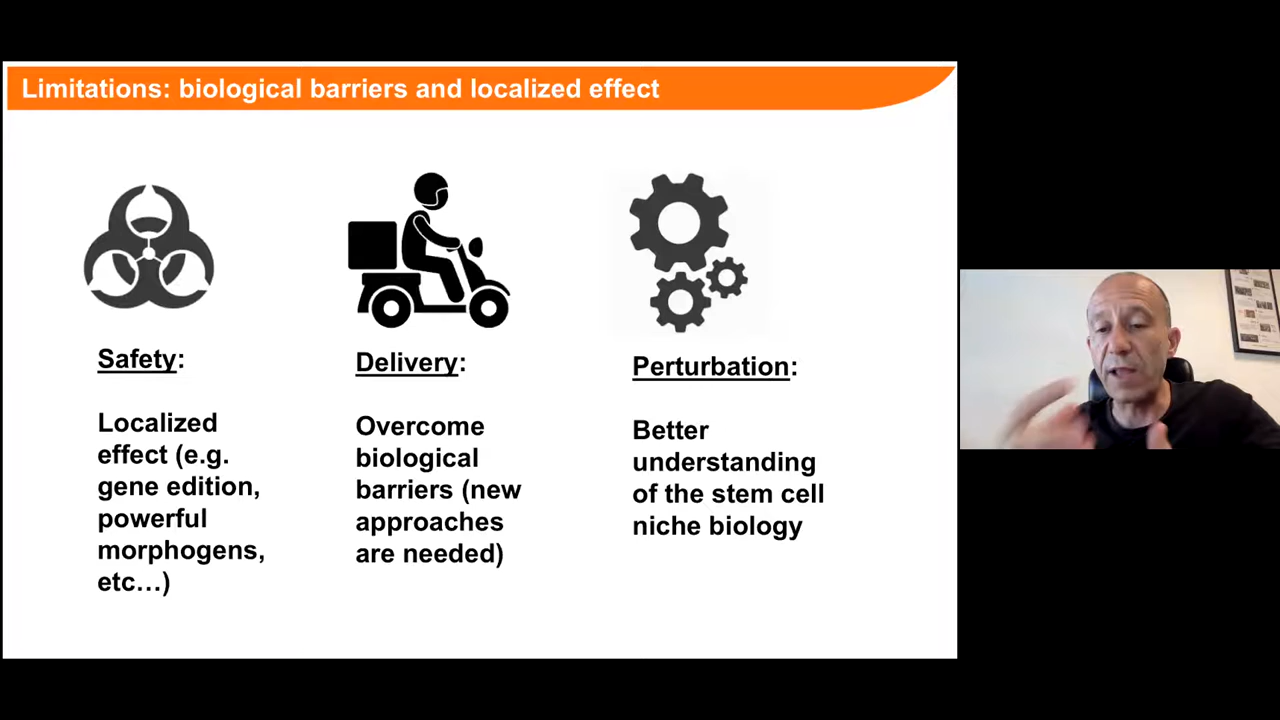 Limitations: biological barriers and localized effect
Safety:
Localized
effect (e.g.
gene edition,
powerful
morphogens,
etc…)
Delivery:
Overcome
biological
barriers (new
approaches
are needed)
Perturbation:
Better
understanding
of the stem cell
niche biology